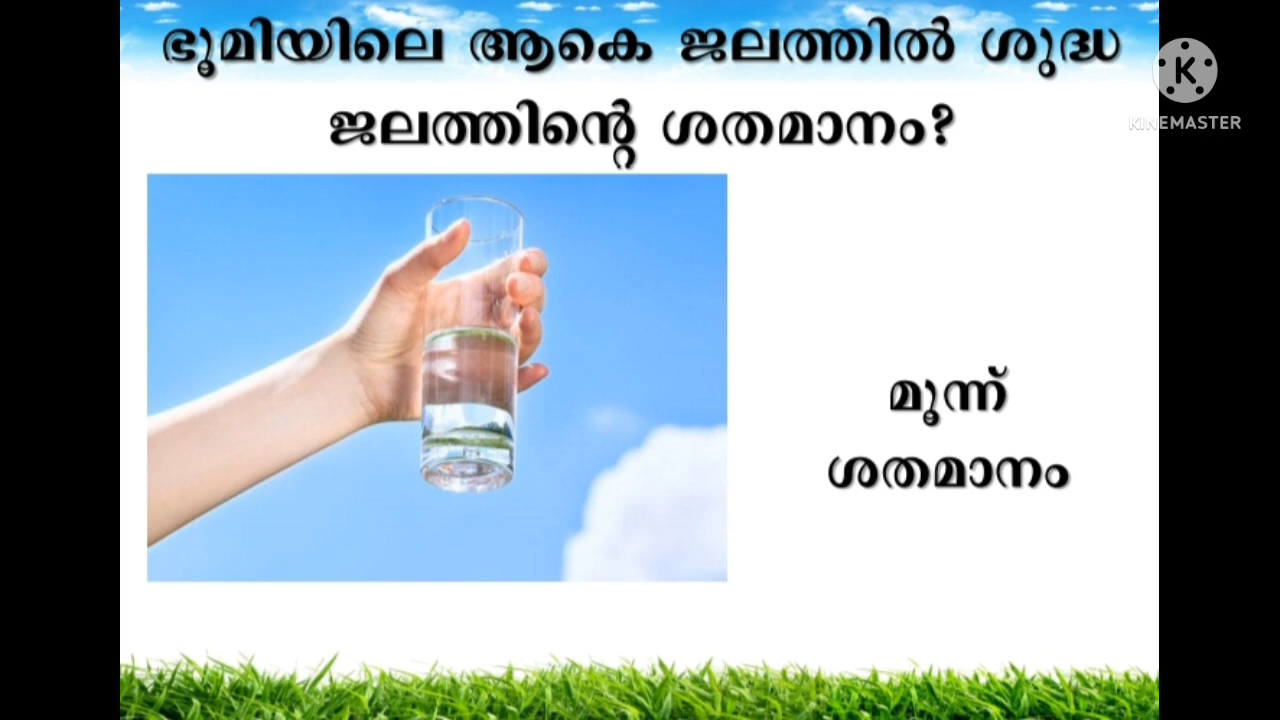 ഭൂമിയിലെ ആകെ ജലത്തിൽ ശുദ്ധ
ജലത്തിന്റെ ശതമാനം?
K
KINEMASTER
മൂന്ന്
ശതമാനം